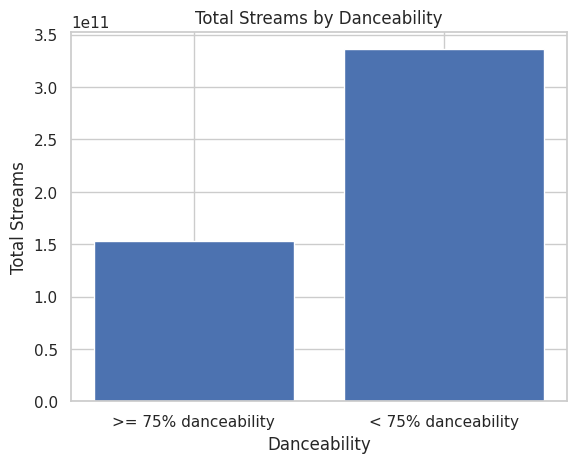 Total Streams by Danceability
1e11
3.5
3.0
2.5
2.0
1.5
1.0
0.5
0.0
Total Streams
>= 75% danceability
< 75% danceability
Danceability